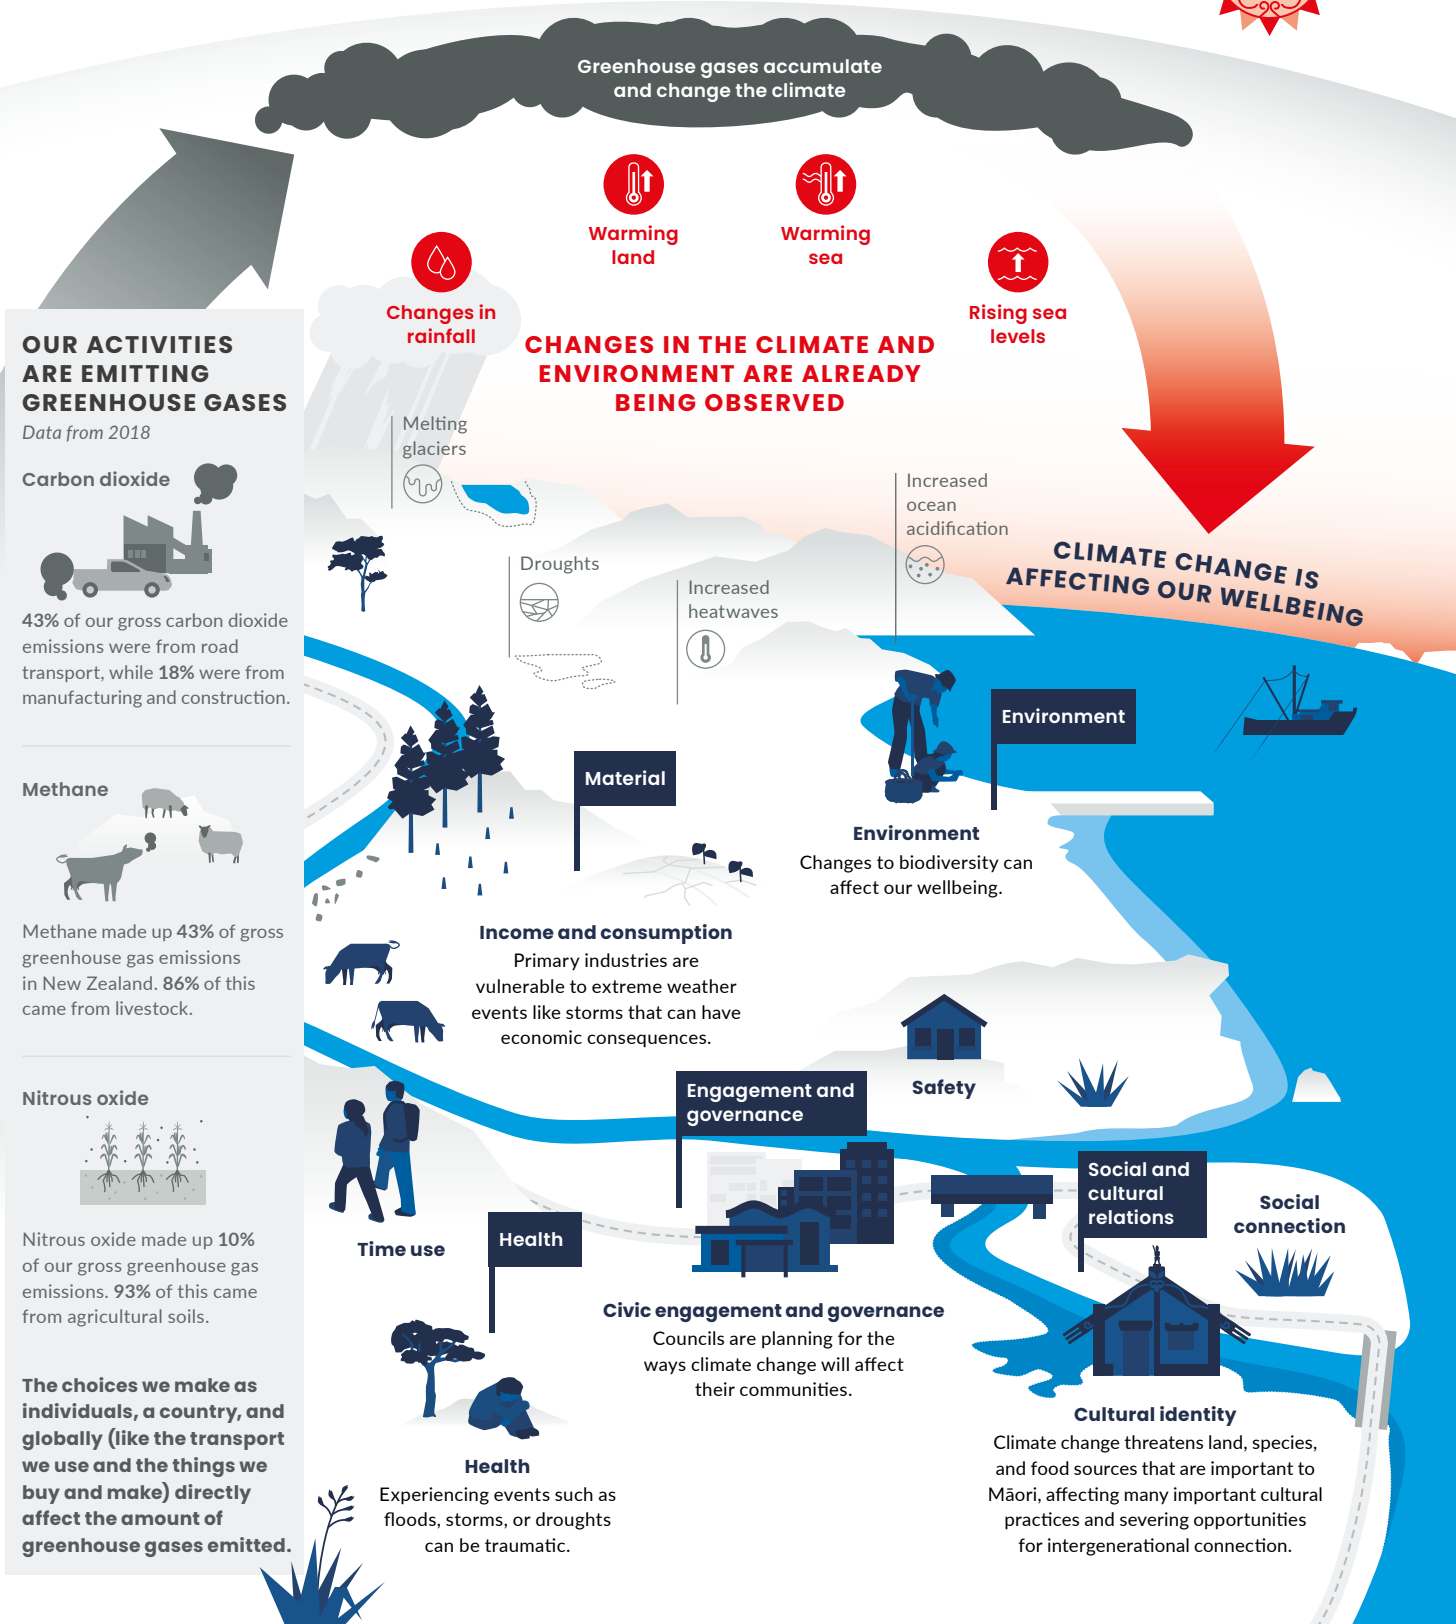 Greenhouse gases accumulate
and change the climate
Warming
land
Warming
sea
Changes in
rainfall
Rising sea
levels
CHANGES IN THE CLIMATE AND
ENVIRONMENT ARE ALREADY
BEING OBSERVED
OUR ACTIVITIES
ARE EMITTING
GREENHOUSE GASES
Data from 2018
Carbon dioxide
43% of our gross carbon dioxide
emissions were from road
transport, while 18% were from
manufacturing and construction.
Methane
Methane made up 43% of gross
greenhouse gas emissions
in New Zealand. 86% of this
came from livestock.
Nitrous oxide
Nitrous oxide made up 10%
of our gross greenhouse gas
emissions. 93% of this came
from agricultural soils.
The choices we make as
individuals, a country, and
globally (like the transport
we use and the things we
buy and make) directly
affect the amount of
greenhouse gases emitted.
Melting
glaciers
Droughts
Increased
heatwaves
Increased
ocean
acidification
CLIMATE CHANGE IS
AFFECTING OUR WELLBEING
Environment
Environment
Changes to biodiversity can
affect our wellbeing.
Material
Income and consumption
Primary industries are
vulnerable to extreme weather
events like storms that can have
economic consequences.
Safety
Engagement and
governance
Civic engagement and governance
Councils are planning for the
ways climate change will affect
their communities.
Time use
Health
Health
Experiencing events such as
floods, storms, or droughts
can be traumatic.
Social and
cultural
relations
Social
connection
Cultural identity
Climate change threatens land, species,
and food sources that are important to
Māori, affecting many important cultural
practices and severing opportunities
for intergenerational connection.